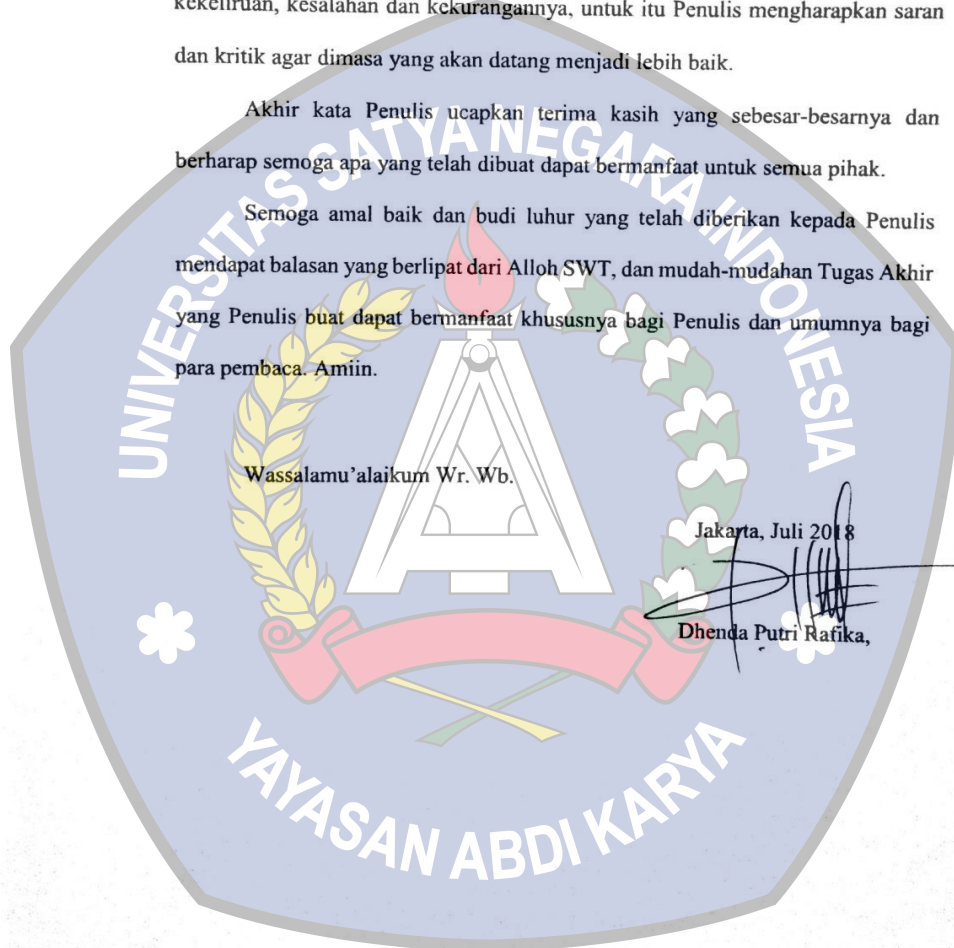 kekeliruan, kesalahan dan kekurangannya, untuk itu Penulis mengharapkan saran
dan kritik agar dimasa yang akan datang menjadi lebih baik.
Akhir kata Penulis ucapkan terima kasih yang sebesar-besarnya dan
berharap semoga apa yang telah dibuat dapat bermanfaat untuk semua pihak.
Semoga amal baik dan budi luhur yang telah diberikan kepada Penulis
mendapat balasan yang berlipat dari Alloh SWT, dan mudah-mudahan Tugas Akhir
yang Penulis buat dapat bermanfaat khususnya bagi Penulis dan umumnya bagi
para pembaca. Amiin.
Wassalamu'alaikum Wr. Wb.
Jakarta, Juli 2018
Dhenda Putri Rafika,
UNIVERSITAS SATYA NEGARA INDONESIA
YAYASAN ABDI KARYA